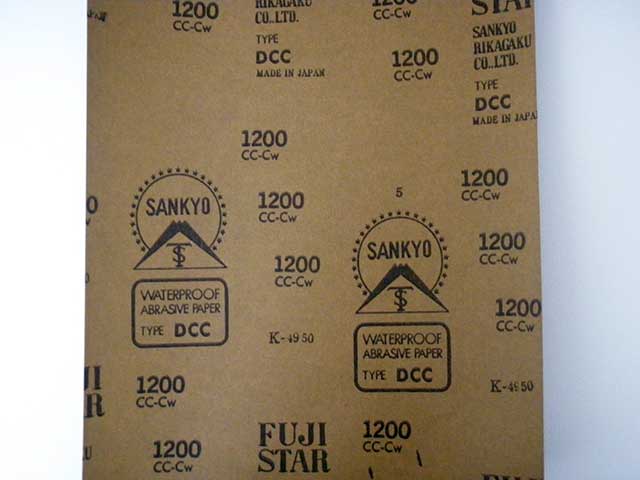 1200
CC-Cw
RIKAGAKU
CO.,LTD.
TYPE
DCC
MADE IN JAPAN
CC-Cw
1200
CC-Cw
STAR
SANKYO
RIKAGAKU
CO.,LTD.
TYPE
DCC
MADE IN JAPA
1200
CC-Cw
1200
CC-Cw
5
1200
CC-Cw
SANKYO
SANKYO
1200
CC-Cw
1200
CC-Cw
WATERPROOF
ABRASIVE PAPER
TYPE DCC
K-4950
1200
CC-Cw
WATERPROOF
ABRASIVE PAPER
TYPE DCC
K-4950
1200
CC-Cw
FUJI
STAR
1200
CC-Cw
1200
CC-Cw